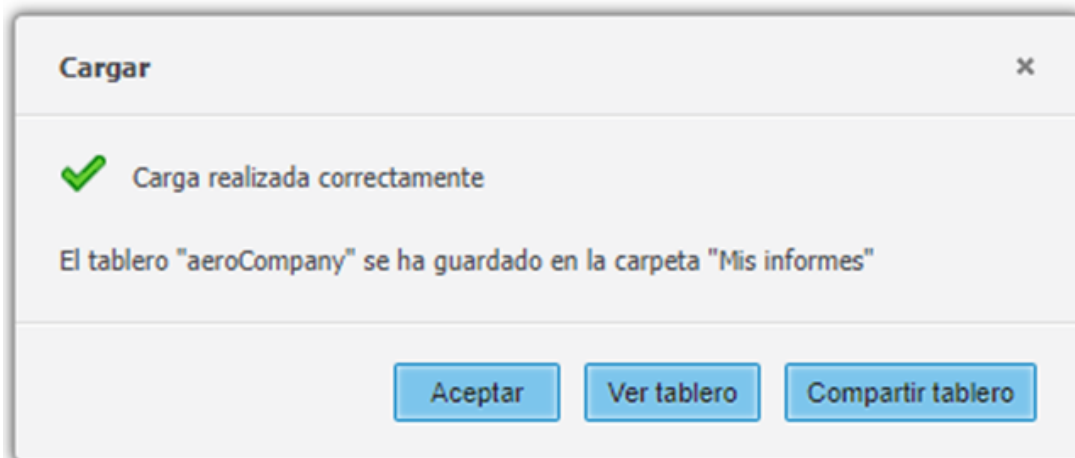 Cargar
Carga realizada correctamente
El tablero "aeroCompany" se ha guardado en la carpeta "Mis informes"
Aceptar Ver tablero Compartir tablero